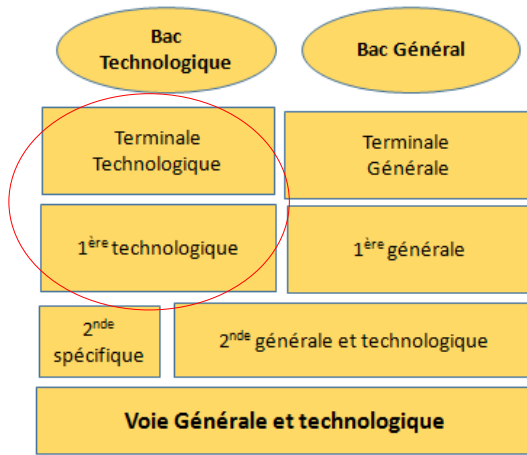 Bac
Technologique
Bac Général
Terminale
Technologique
Terminale
Générale
1ère technologique
1ère générale
2nde
spécifique
2nde générale et technologique
Voie Générale et technologique